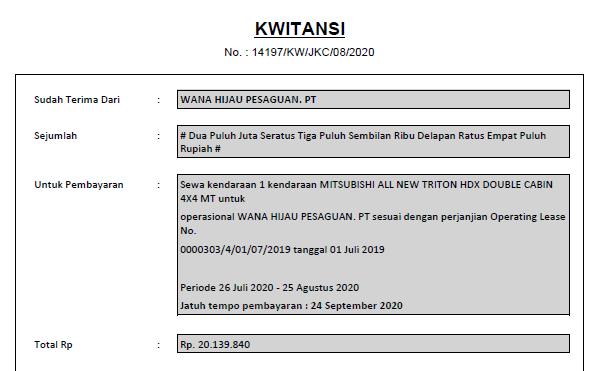 KWITANSI
No. : 14197/KW/JKC/08/2020
Sudah Terima Dari : WANA HIJAU PESAGUAN. PT
Sejumlah : # Dua Puluh Juta Seratus Tiga Puluh Sembilan Ribu Delapan Ratus Empat Puluh
Rupiah #
Untuk Pembayaran : Sewa kendaraan 1 kendaraan MITSUBISHI ALL NEW TRITON HDX DOUBLE CABIN
4X4 MT untuk
operasional WANA HIJAU PESAGUAN. PT sesuai dengan perjanjian Operating Lease
No.
0000303/4/01/07/2019 tanggal 01 Juli 2019
Periode 26 Juli 2020 - 25 Agustus 2020
Jatuh tempo pembayaran : 24 September 2020
Total Rp : Rp. 20.139.840